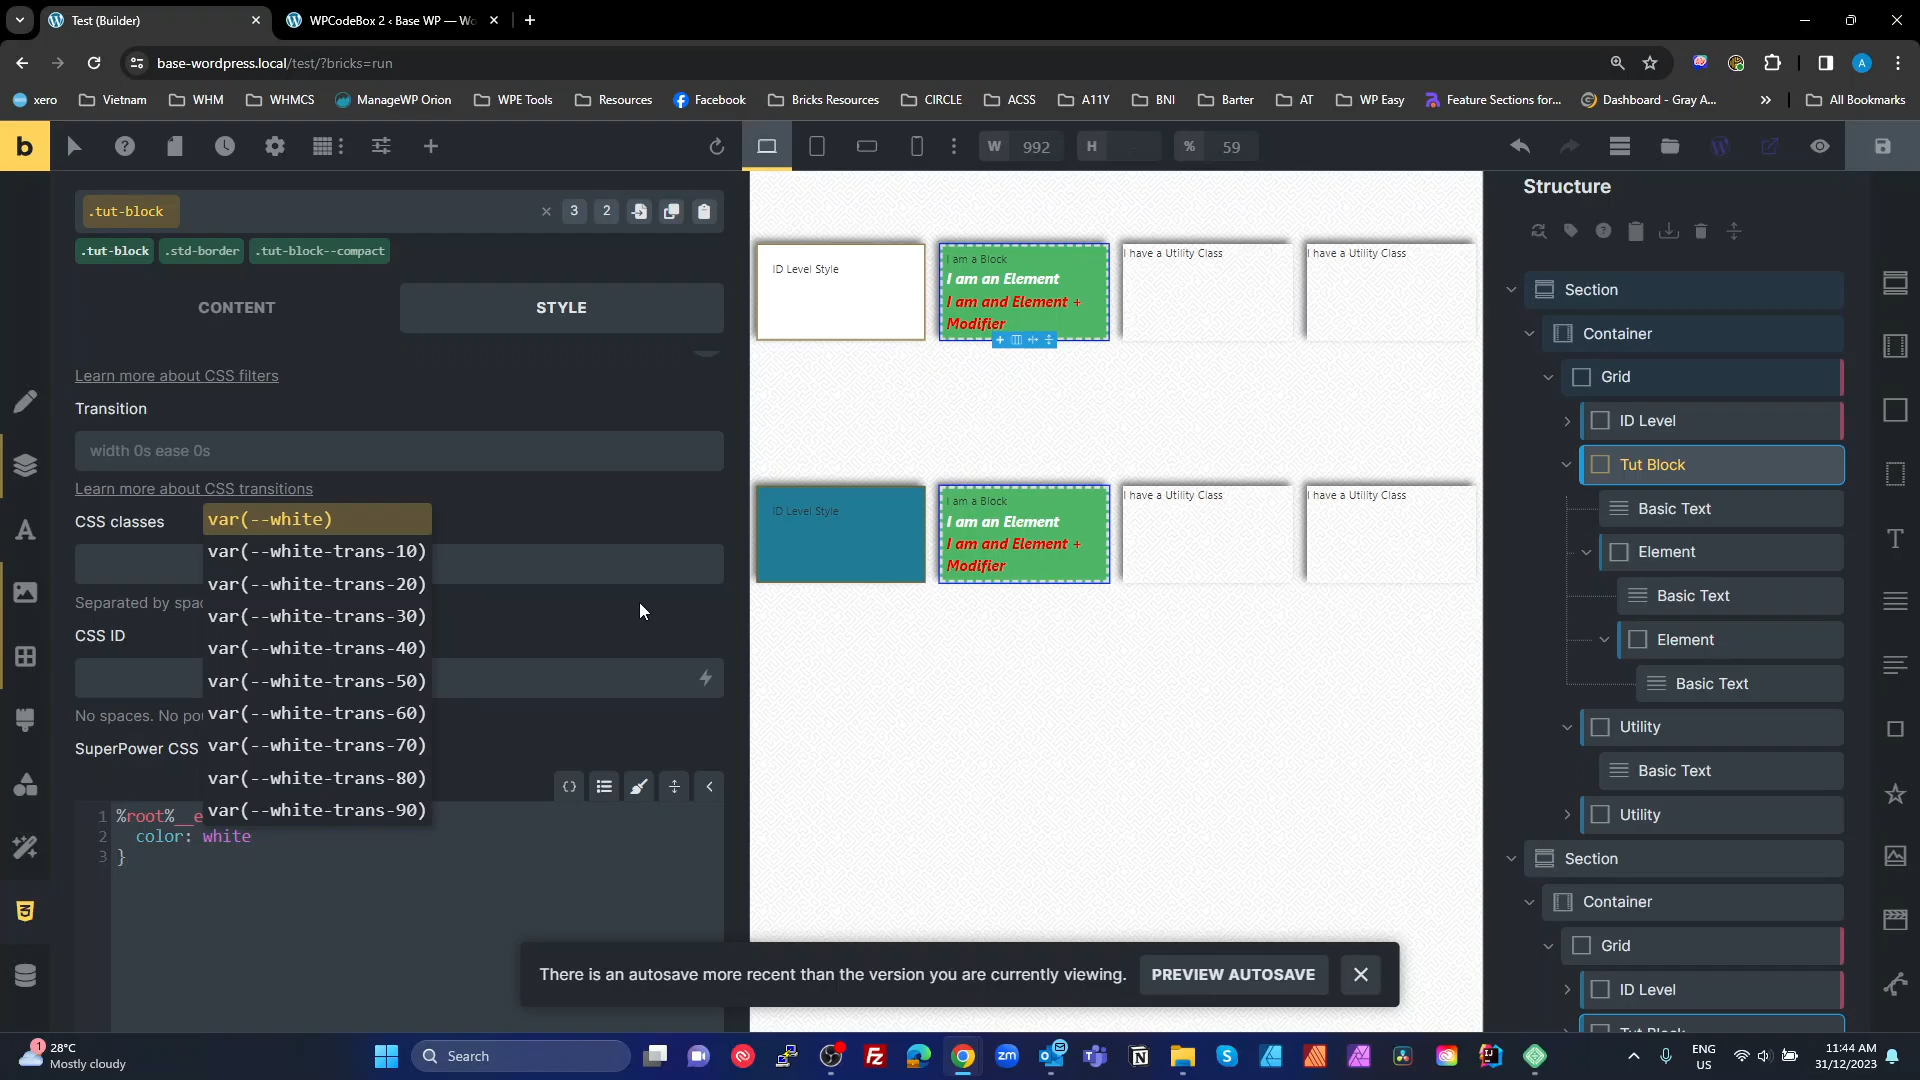 Test (Builder)
WPCodeBox 2 ‹ Base WP — Wo
base-wordpress.local/test/?bricks=run
xero
Vietnam
WHM
WHMCS
ManageWP Orion
WPE Tools
Resources
Facebook
Bricks Resources
CIRCLE
ACSS
A11Y
BNI
Barter
AT
WP Easy
Feature Sections for...
Dashboard - Gray A...
»
All Bookmarks
A
b
W 992
H
% 59
.tut-block
3
2
.tut-block
.std-border
.tut-block--compact
CONTENT
STYLE
Learn more about CSS filters
Transition
width 0s ease 0s
Learn more about CSS transitions
CSS classes
var(--white)
var(--white-trans-10)
var(--white-trans-20)
Separated by spac
var(--white-trans-30)
CSS ID
var(--white-trans-40)
var(--white-trans-50)
No spaces. No pou
var(--white-trans-60)
SuperPower CSS
var(--white-trans-70)
var(--white-trans-80)
var(--white-trans-90)
1 %root%__e
2 color: white
3 }
ID Level Style
I am a Block
I am an Element
I am and Element +
Modifier
I have a Utility Class
I have a Utility Class
ID Level Style
I am a Block
I am an Element
I am and Element +
Modifier
I have a Utility Class
I have a Utility Class
Structure
Section
Container
Grid
ID Level
Tut Block
Basic Text
Element
Basic Text
Element
Basic Text
Utility
Basic Text
Utility
Section
Container
Grid
ID Level
Tut Block
There is an autosave more recent than the version you are currently viewing.
PREVIEW AUTOSAVE
1
28°C
Mostly cloudy
Search
zm
ENG
US
11:44 AM
31/12/2023